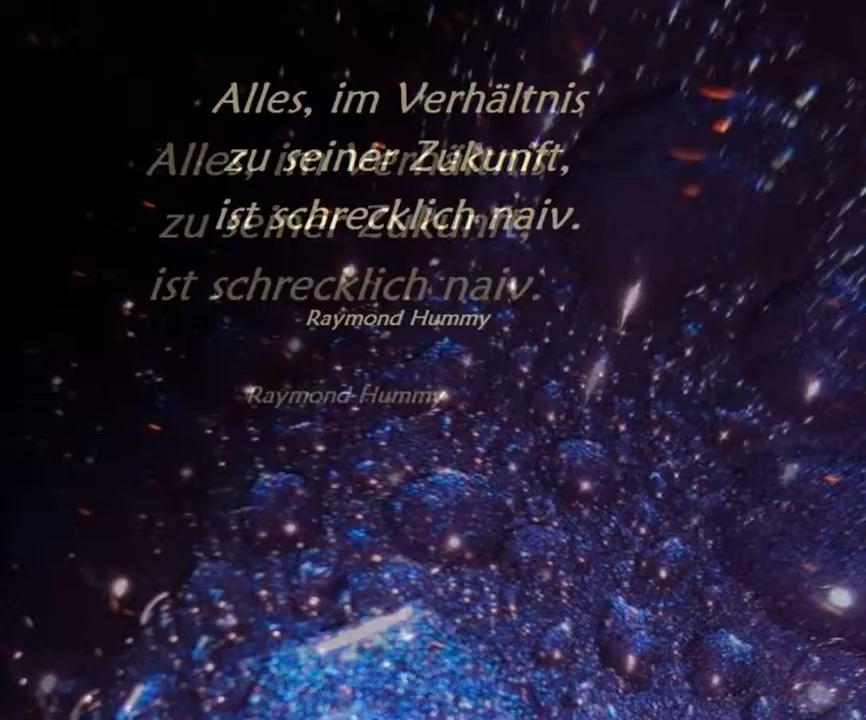 Alles, im Verhältnis
zu seiner Zukunft,
ist schrecklich naiv.
Raymond Hummy
Alles, im Verhältnis
zu seiner Zukunft,
ist schrecklich naiv.
Raymond Hummy